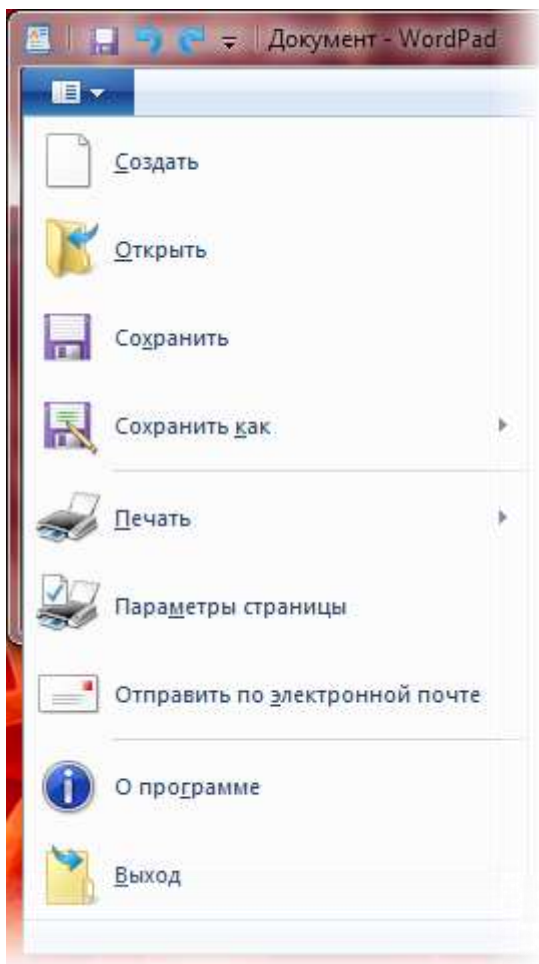 Документ - WordPad
Создать
Открыть
Сохранить
Сохранить как
Печать
Параметры страницы
Отправить по электронной почте
О программе
Выход